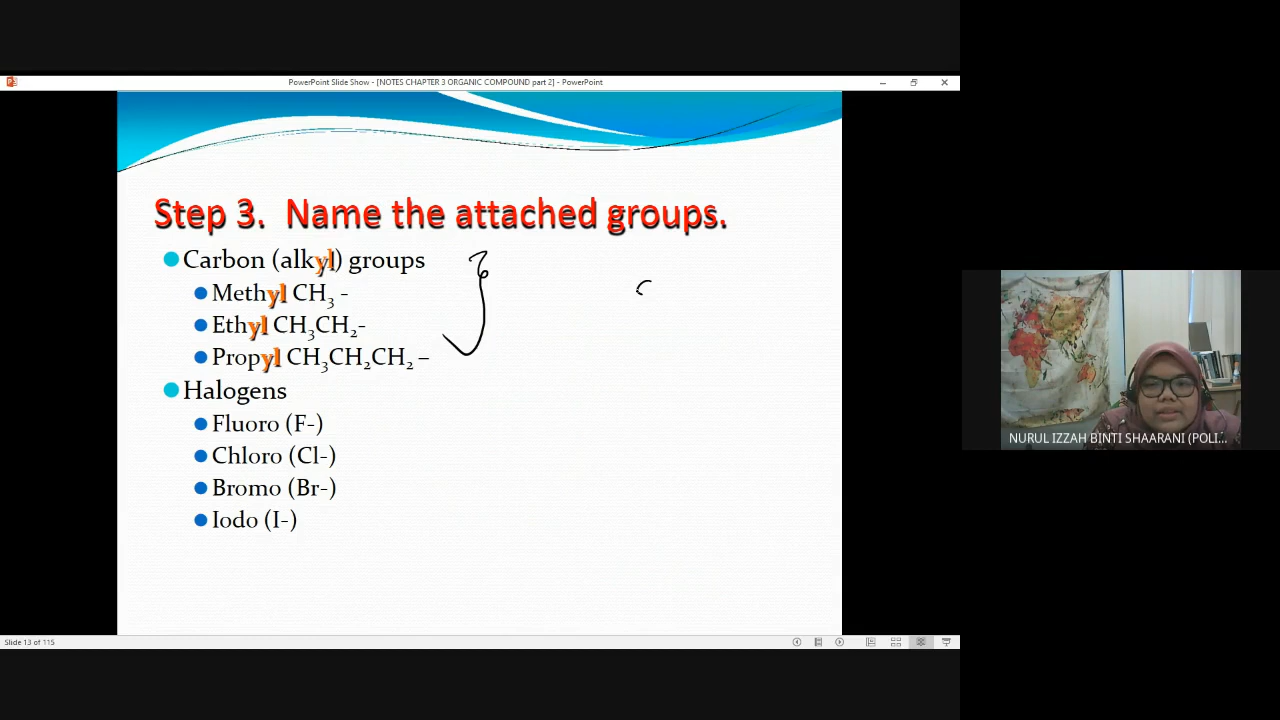 PowerPoint Slide Show - [NOTES CHAPTER 3 ORGANIC COMPOUND part 2] - PowerPoint
Step 3. Name the attached groups.
Carbon (alkyl) groups
Methyl CH₃ -
Ethyl CH₃CH₂-
Propyl CH₃CH₂CH₂ –
Halogens
Fluoro (F-)
Chloro (Cl-)
Bromo (Br-)
Iodo (I-)
Slide 13 of 115
NURUL IZZAH BINTI SHAARANI (POLI...